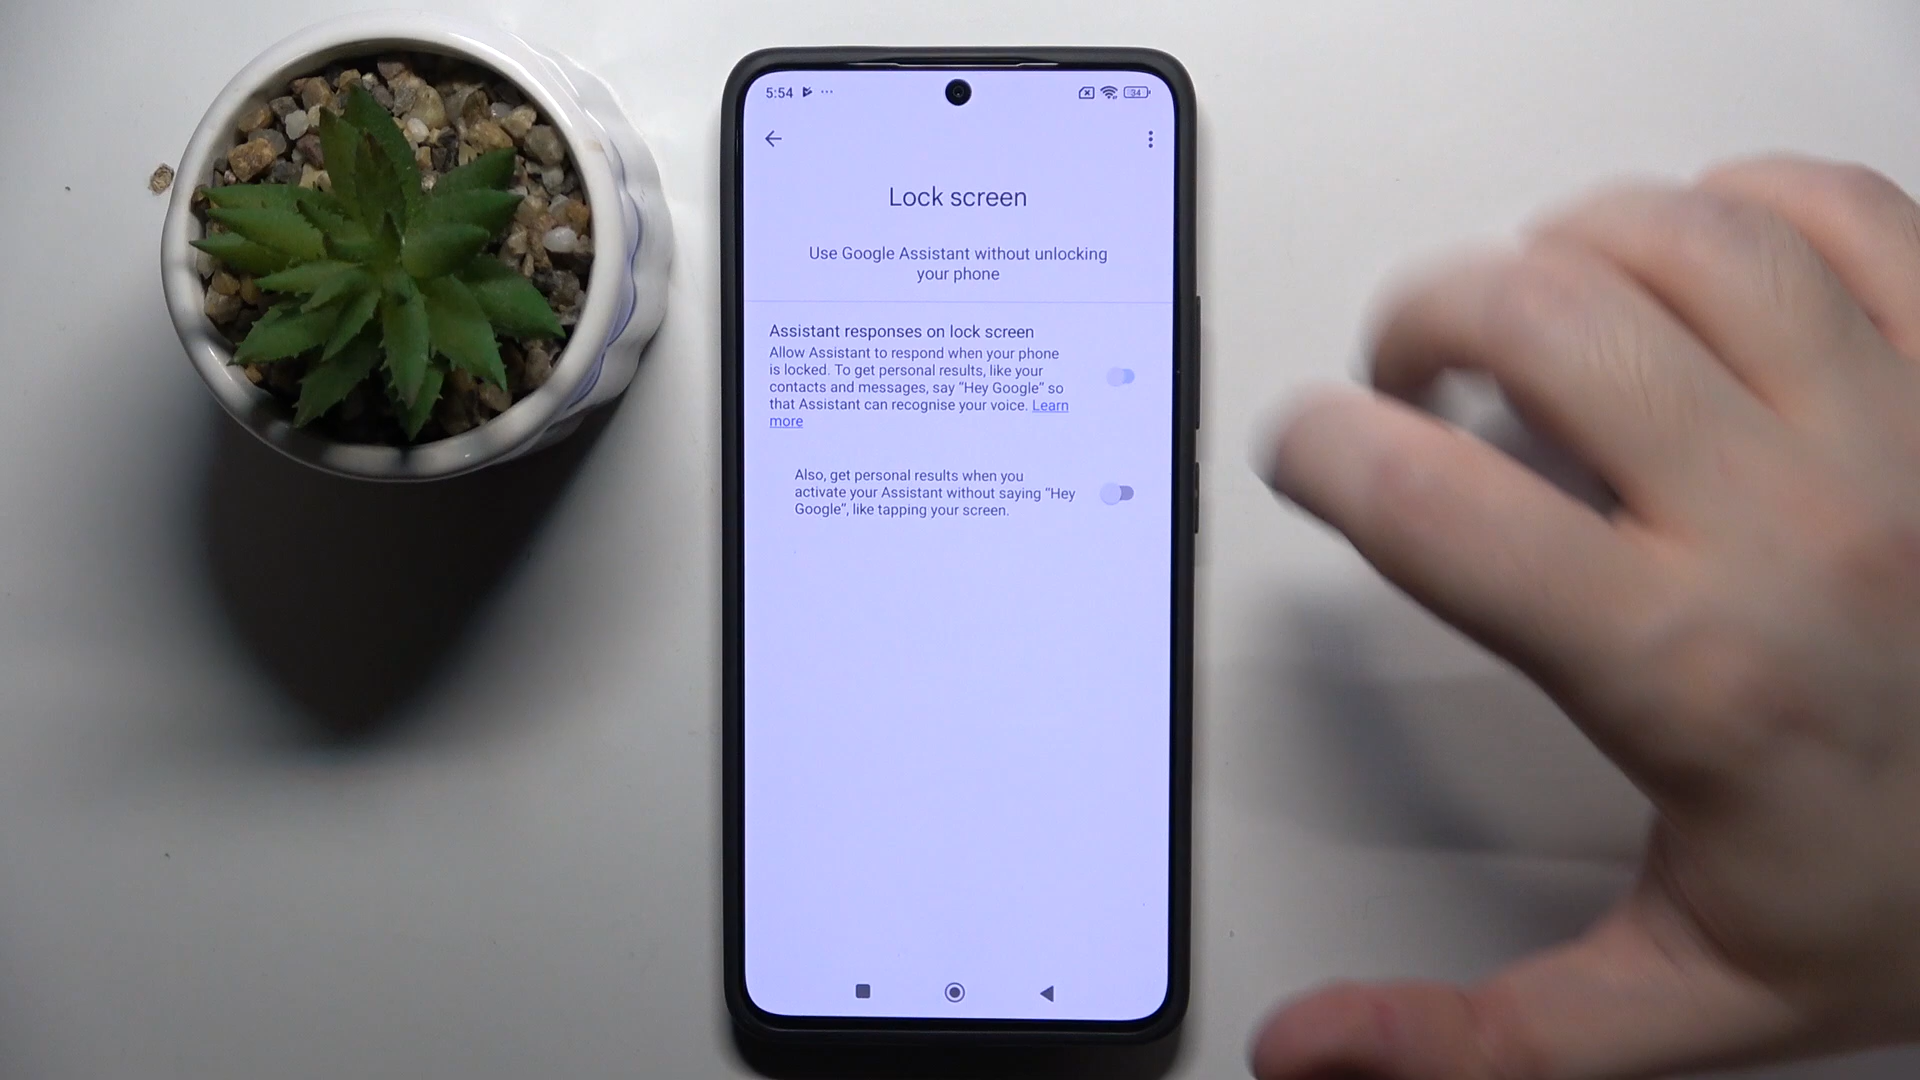 5:54
34
Lock screen
Use Google Assistant without unlocking
your phone
Assistant responses on lock screen
Allow Assistant to respond when your phone
is locked. To get personal results, like your
contacts and messages, say “Hey Google” so
that Assistant can recognise your voice. Learn
more
Also, get personal results when you
activate your Assistant without saying “Hey
Google”, like tapping your screen.